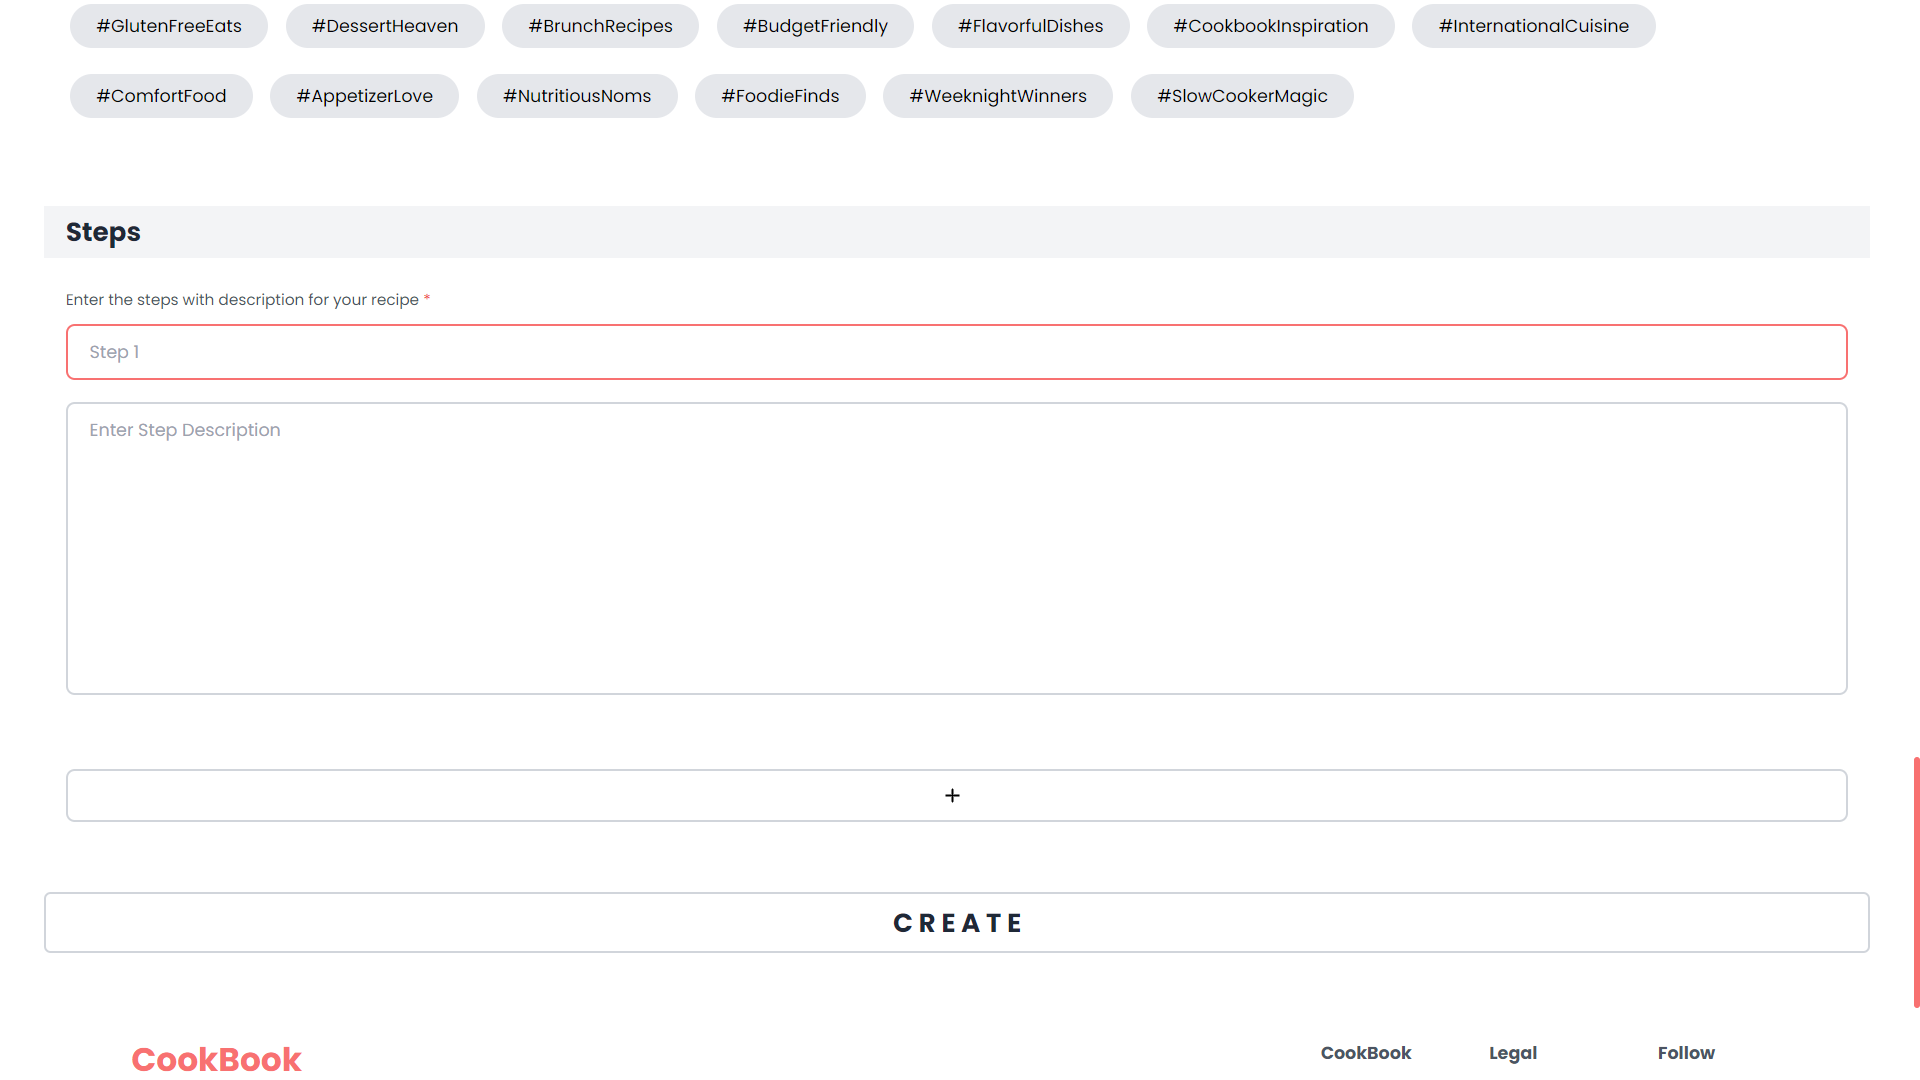 #GlutenFreeEats #DessertHeaven #BrunchRecipes #BudgetFriendly #FlavorfulDishes #CookbookInspiration #InternationalCuisine
#ComfortFood #AppetizerLove #NutritiousNoms #FoodieFinds #WeeknightWinners #SlowCookerMagic
Steps
Enter the steps with description for your recipe *
Step 1
Enter Step Description
+
CREATE
CookBook CookBook Legal Follow